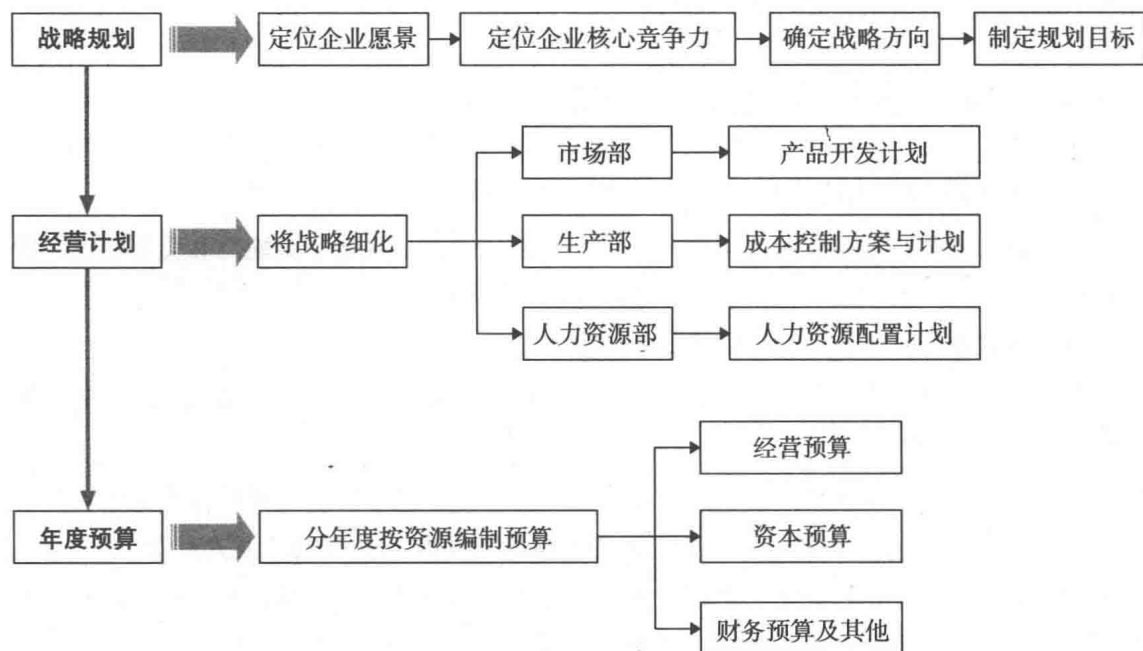 战略规划
定位企业愿景
定位企业核心竞争力
确定战略方向
制定规划目标
市场部
产品开发计划
经营计划
将战略细化
生产部
成本控制方案与计划
人力资源部
人力资源配置计划
经营预算
年度预算
分年度按资源编制预算
资本预算
财务预算及其他